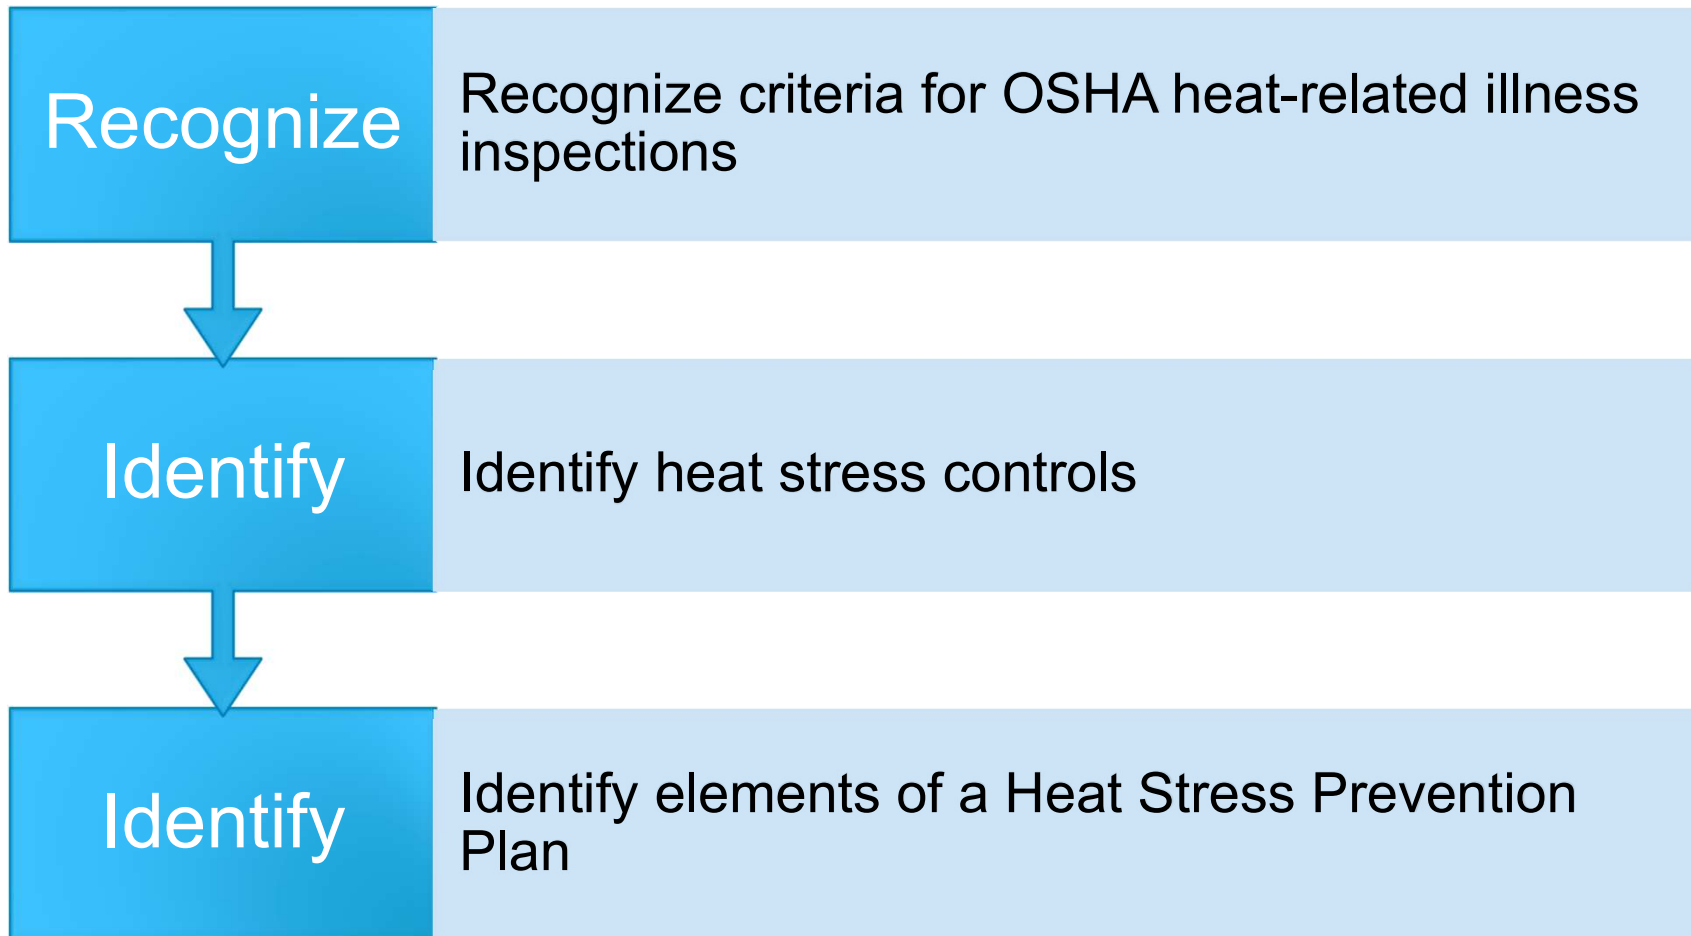 Recognize
Recognize criteria for OSHA heat-related illness
inspections
Identify
Identify heat stress controls
Identify
Identify elements of a Heat Stress Prevention
Plan